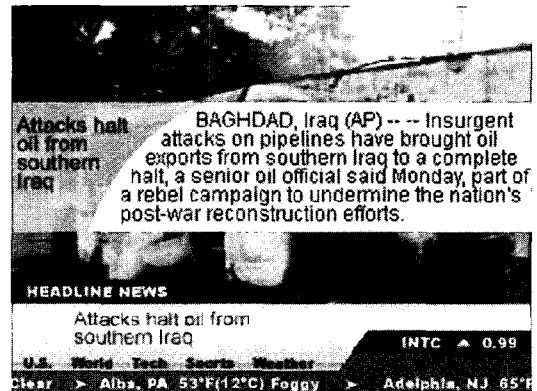 Attacks halt
oil from
southern
Iraq
BAGHDAD, Iraq (AP) -- -- Insurgent
attacks on pipelines have brought oil
exports from southern Iraq to a complete
halt, a senior oil official said Monday, part of
a rebel campaign to undermine the nation's
post-war reconstruction efforts.
HEADLINE NEWS
Attacks halt oil from
southern Iraq
INTC ▲ 0.99
U.S. World Tech Sports Weather
Clear ➤ Alba, PA 53°F(12°C) Foggy ➤ Adelphia, NJ 65°F